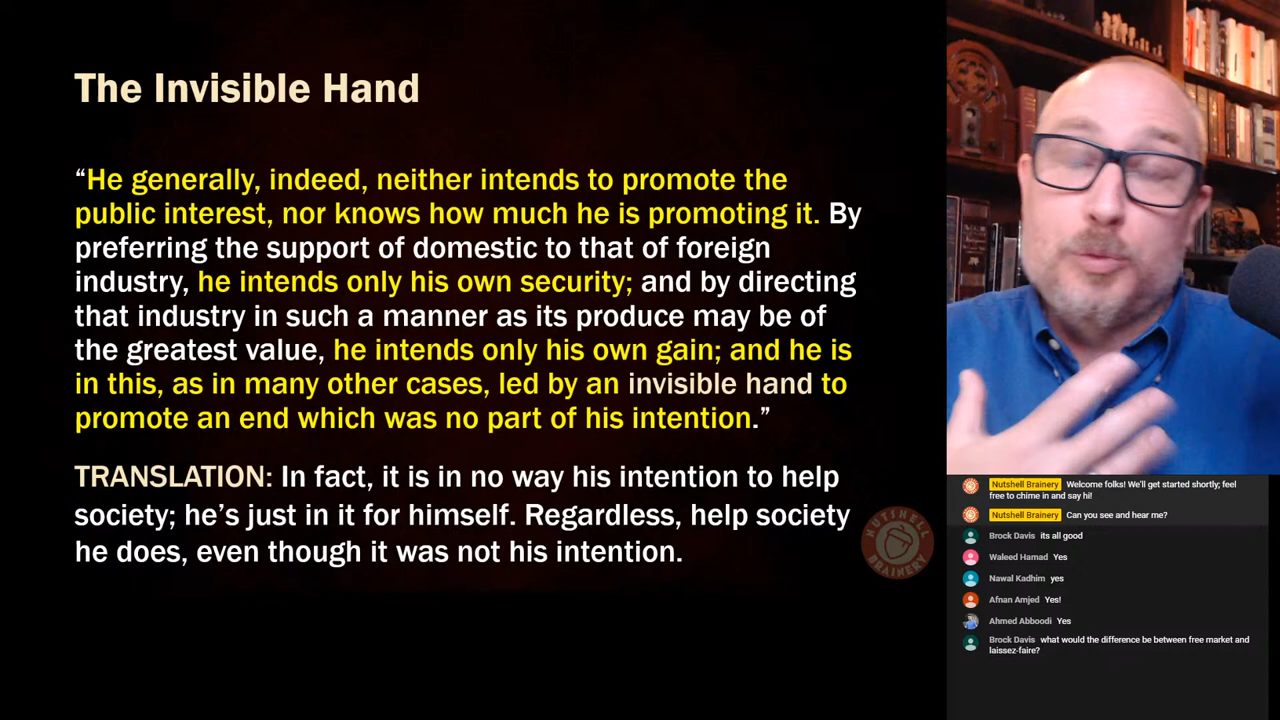 The Invisible Hand
“He generally, indeed, neither intends to promote the
public interest, nor knows how much he is promoting it. By
preferring the support of domestic to that of foreign
industry, he intends only his own security; and by directing
that industry in such a manner as its produce may be of
the greatest value, he intends only his own gain; and he is
in this, as in many other cases, led by an invisible hand to
promote an end which was no part of his intention.”
TRANSLATION: In fact, it is in no way his intention to help
society; he’s just in it for himself. Regardless, help society
he does, even though it was not his intention.
NUTSHELL
BRAINERY
Nutshell Brainery Welcome folks! We'll get started shortly; feel
free to chime in and say hi!
Nutshell Brainery Can you see and hear me?
Brock Davis its all good
Waleed Hamad Yes
Nawal Kadhim yes
Afnan Amjed Yes!
Ahmed Abboodi Yes
Brock Davis what would the difference be between free market and
laissez-faire?